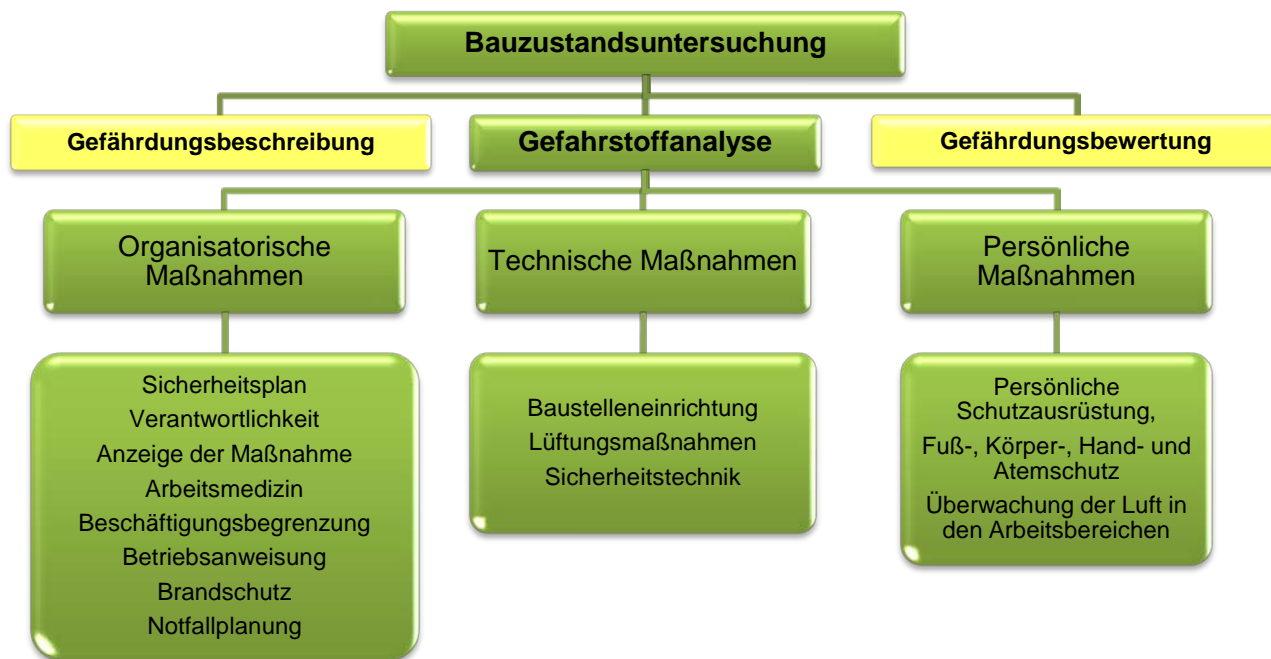 Bauzustandsuntersuchung
Gefährdungsbeschreibung
Gefahrstoffanalyse
Gefährdungsbewertung
Organisatorische
Maßnahmen
Technische Maßnahmen
Persönliche
Maßnahmen
Sicherheitsplan
Verantwortlichkeit
Anzeige der Maßnahme
Arbeitsmedizin
Beschäftigungsbegrenzung
Betriebsanweisung
Brandschutz
Notfallplanung
Baustelleneinrichtung
Lüftungsmaßnahmen
Sicherheitstechnik
Persönliche
Schutzausrüstung,
Fuß-, Körper-, Hand- und
Atemschutz
Überwachung der Luft in
den Arbeitsbereichen